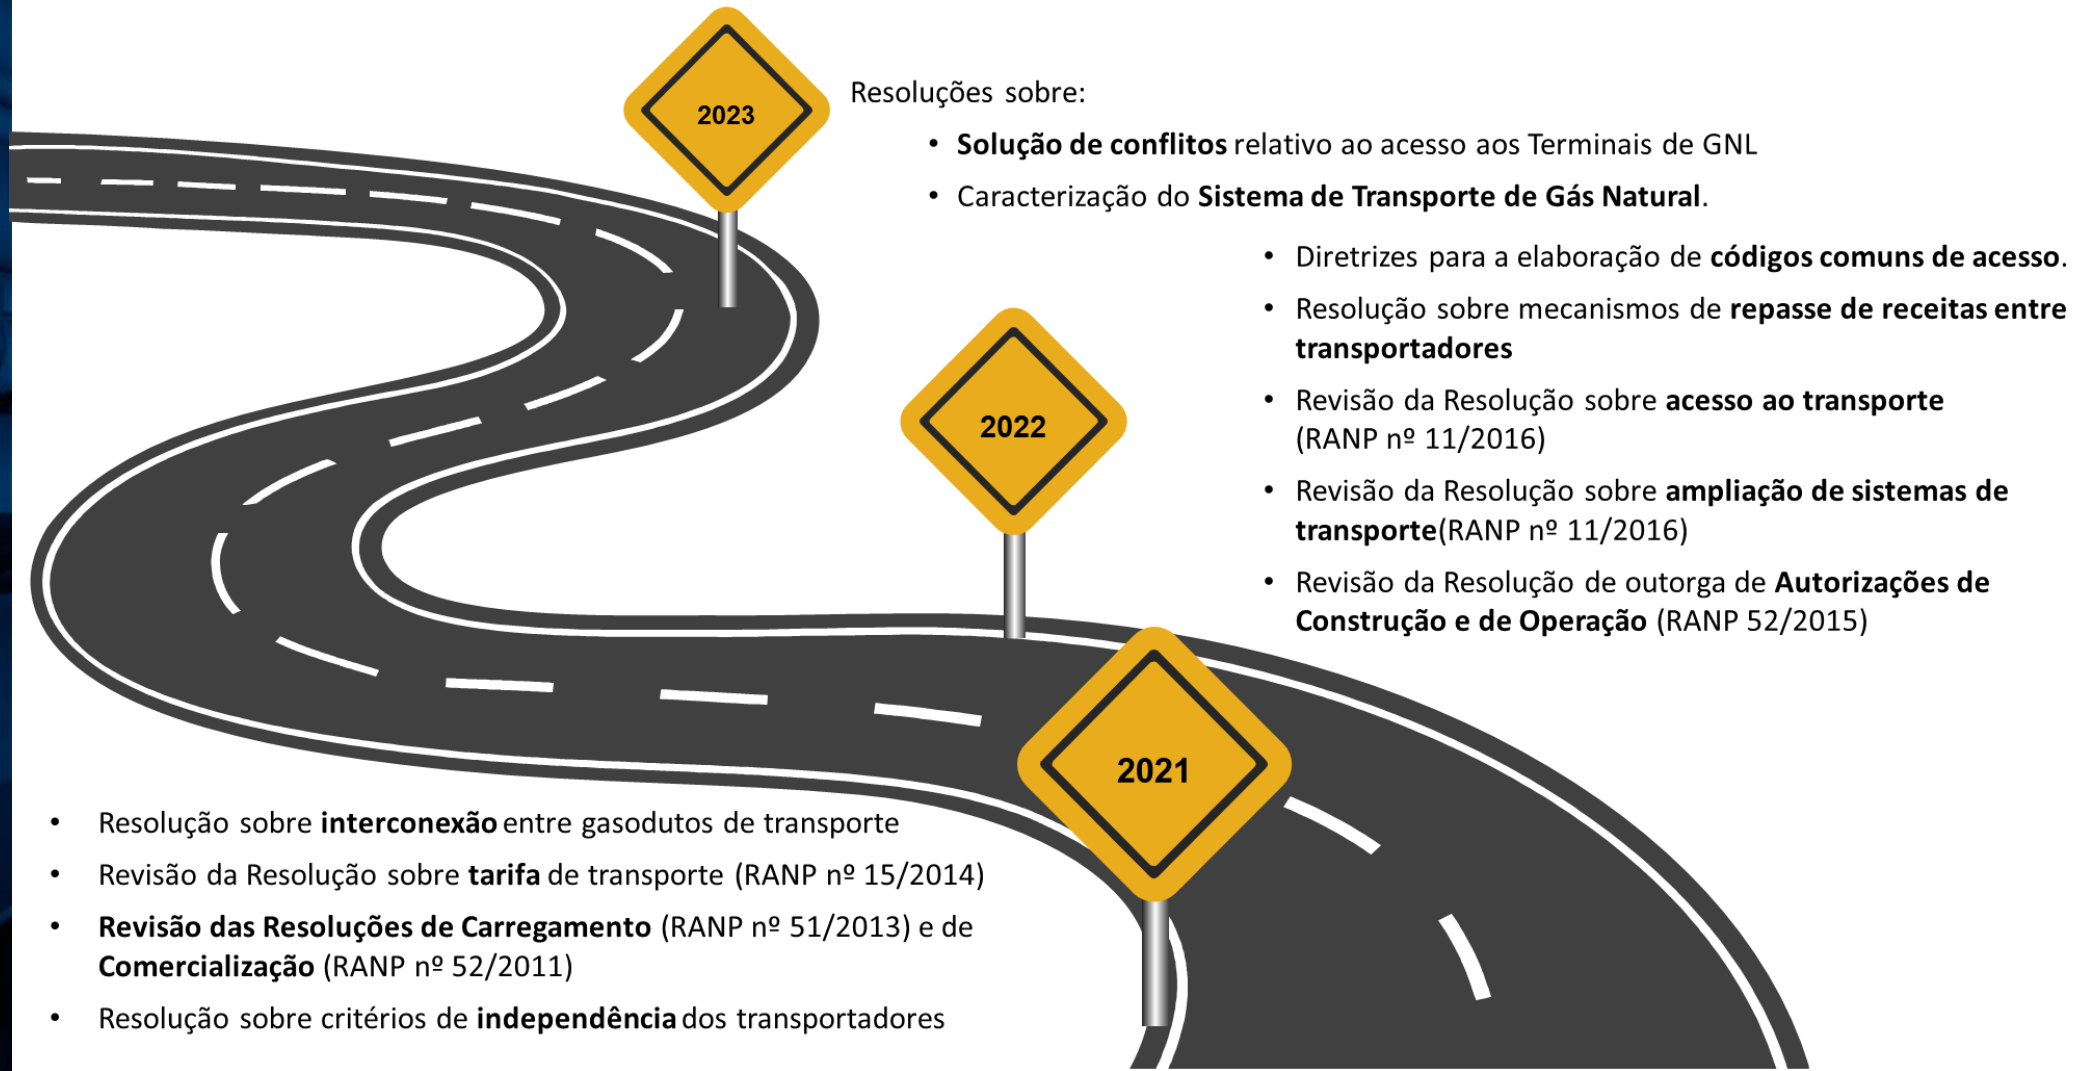 2023
Resoluções sobre:
• Solução de conflitos relativo ao acesso aos Terminais de GNL
• Caracterização do Sistema de Transporte de Gás Natural.
2022
• Diretrizes para a elaboração de códigos comuns de acesso.
• Resolução sobre mecanismos de repasse de receitas entre
transportadores
• Revisão da Resolução sobre acesso ao transporte
(RANP nº 11/2016)
• Revisão da Resolução sobre ampliação de sistemas de
transporte(RANP nº 11/2016)
• Revisão da Resolução de outorga de Autorizações de
Construção e de Operação (RANP 52/2015)
2021
• Resolução sobre interconexão entre gasodutos de transporte
• Revisão da Resolução sobre tarifa de transporte (RANP nº 15/2014)
• Revisão das Resoluções de Carregamento (RANP nº 51/2013) e de
Comercialização (RANP nº 52/2011)
• Resolução sobre critérios de independência dos transportadores